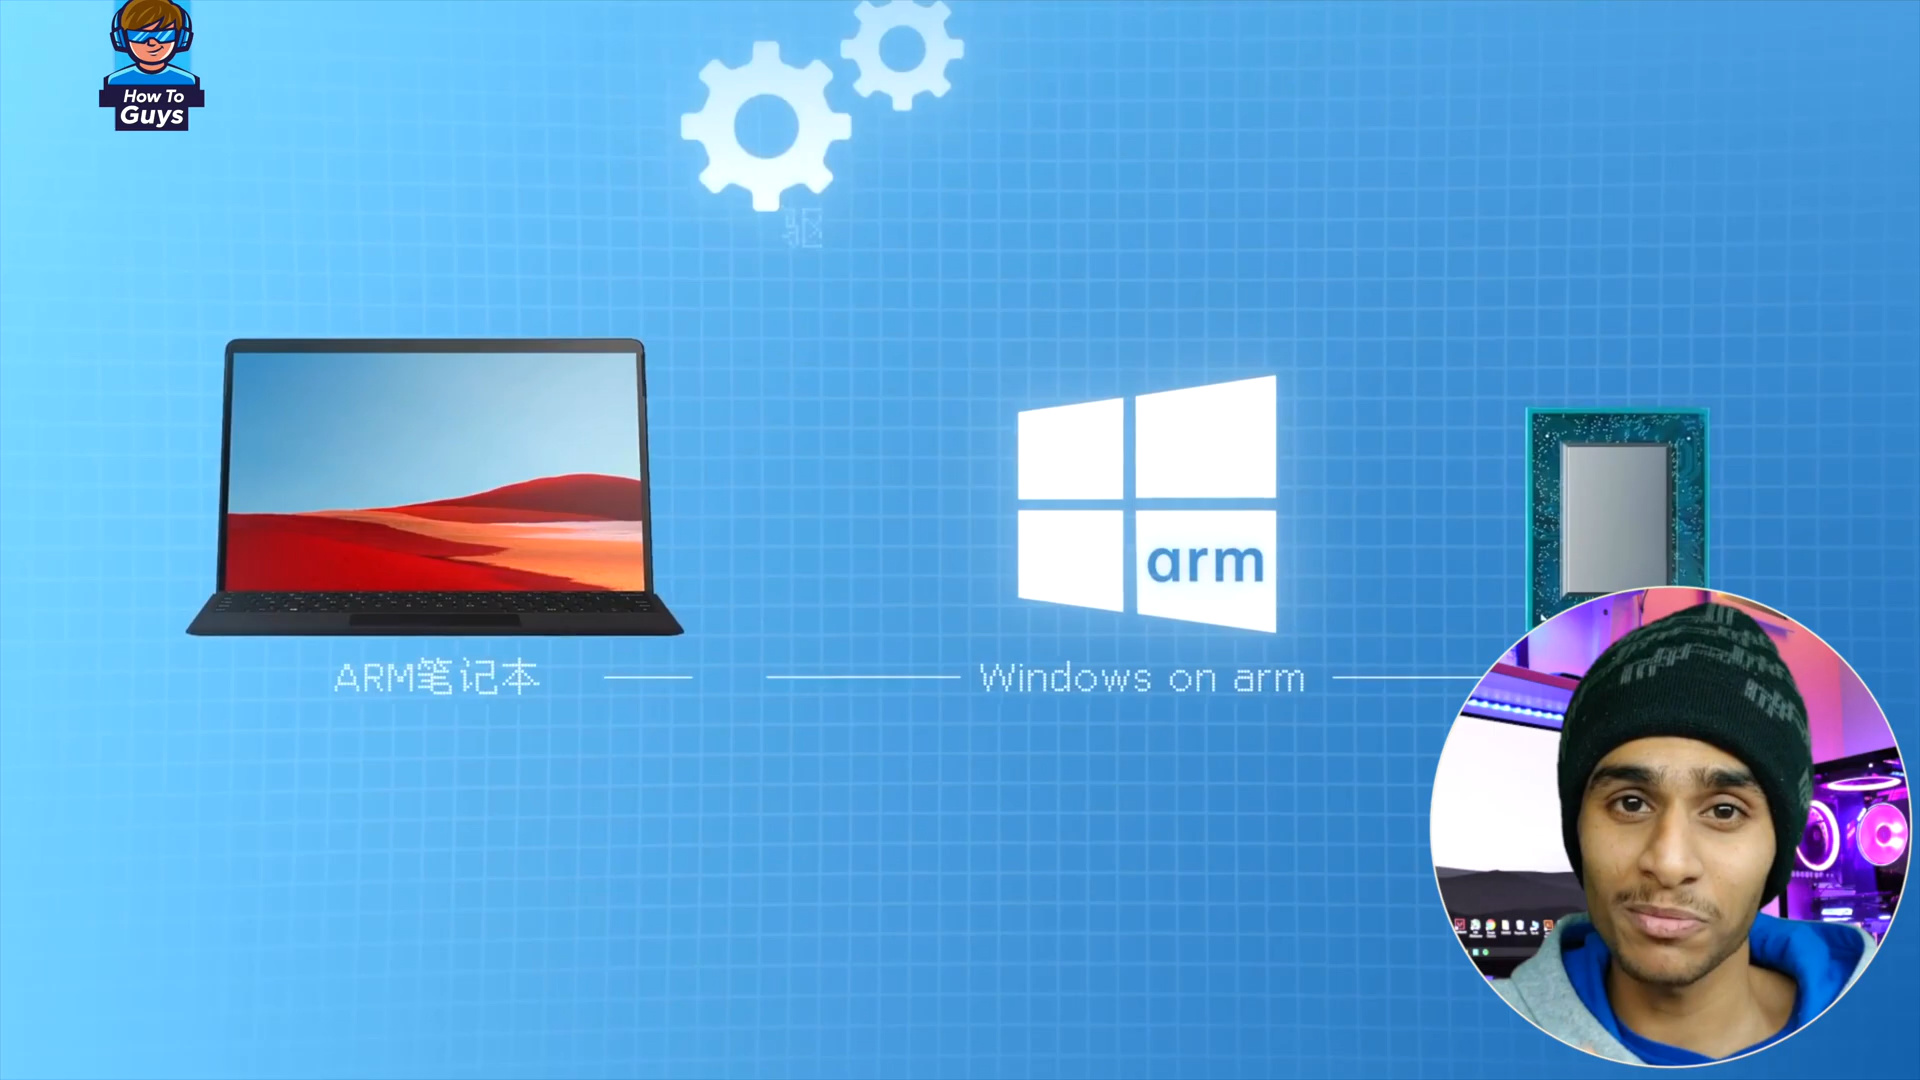 How To
Guys
驱
arm
ARM笔记本
Windows on arm